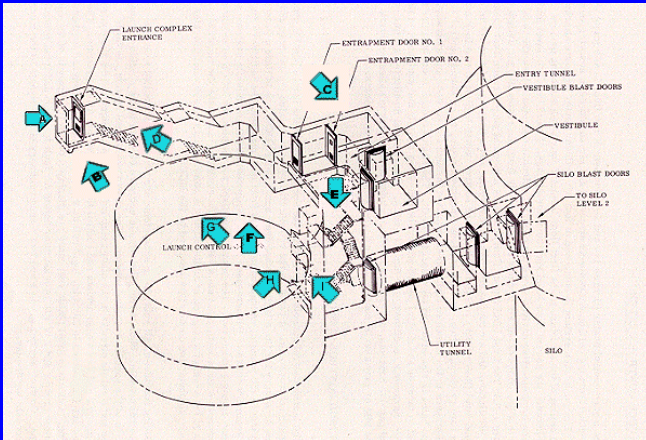 LAUNCH COMPLEX
ENTRANCE
ENTRAPMENT DOOR NO. 1
ENTRAPMENT DOOR NO. 2
C
ENTRY TUNNEL
VESTIBULE BLAST DOORS
A
D
VESTIBULE
B
SILO BLAST DOORS
E
TO SILO
LEVEL 2
G
F
LAUNCH CONTROL
H
I
UTILITY
TUNNEL
SILO